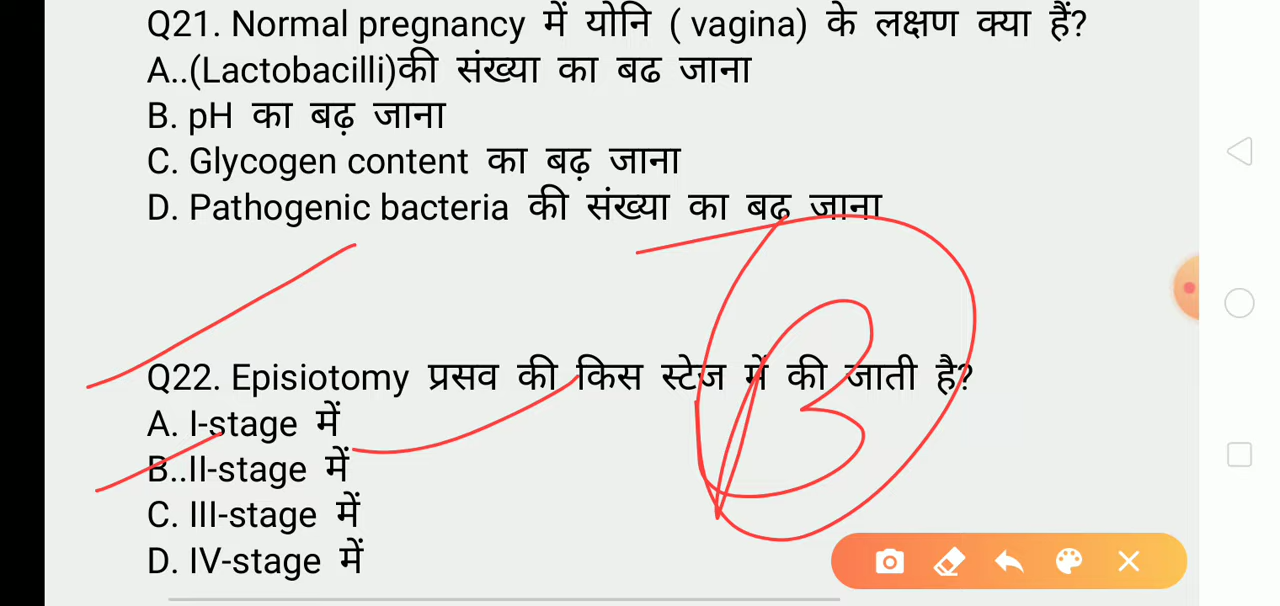 Q21. Normal pregnancy में योनि ( vagina) के लक्षण क्या हैं?
A..(Lactobacilli)की संख्या का बढ जाना
B. pH का बढ़ जाना
C. Glycogen content का बढ़ जाना
D. Pathogenic bacteria की संख्या का बढ़ जाना
Q22. Episiotomy प्रसव की किस स्टेज में की जाती है?
A. I-stage में
B..II-stage में
C. III-stage में
D. IV-stage में
B